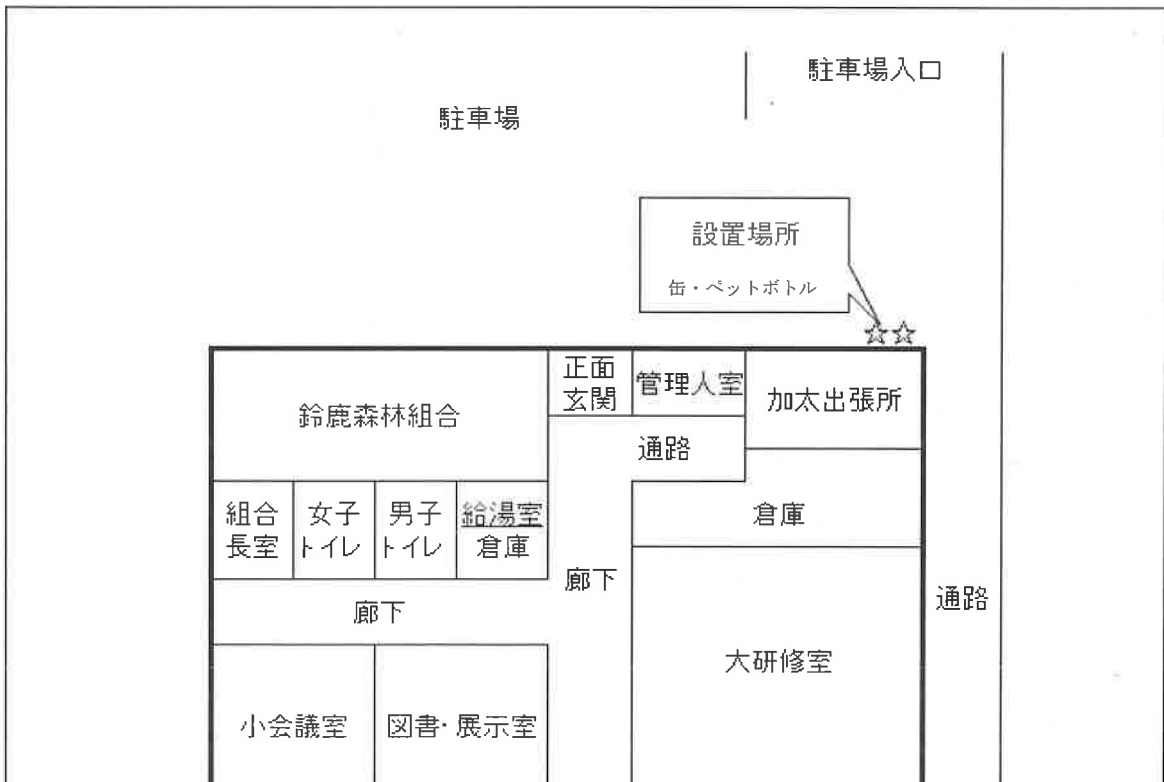 駐車場入口
駐車場
設置場所
缶・ペットボトル
☆☆
正面
玄関
管理人室
加太出張所
鈴鹿森林組合
通路
組合
長室
女子
トイレ
男子
トイレ
給湯室
倉庫
倉庫
廊下
廊下
通路
大研修室
小会議室
図書・展示室